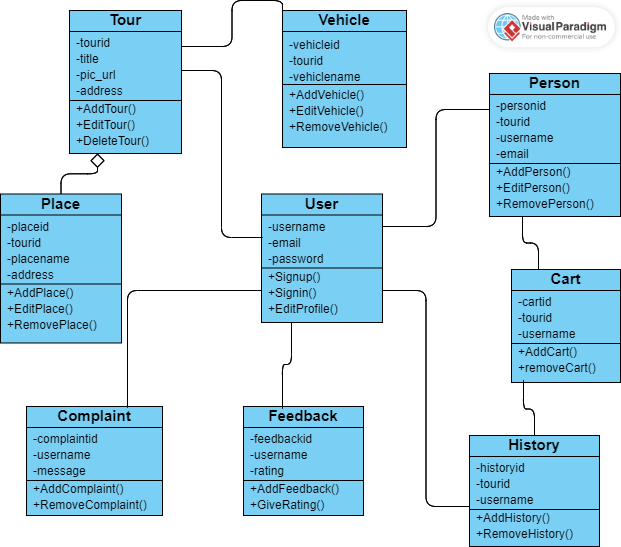 Made with
VisualParadigm
For non-commercial use
Tour
-tourid
-title
-pic_url
-address
+AddTour()
+EditTour()
+DeleteTour()
Vehicle
-vehicleid
-tourid
-vehiclename
+AddVehicle()
+EditVehicle()
+RemoveVehicle()
Person
-personid
-tourid
-username
-email
+AddPerson()
+EditPerson()
+RemovePerson()
Place
-placeid
-tourid
-placename
-address
+AddPlace()
+EditPlace()
+RemovePlace()
User
-username
-email
-password
+Signup()
+Signin()
+EditProfile()
Cart
-cartid
-tourid
-username
+AddCart()
+removeCart()
Complaint
-complaintid
-username
-message
+AddComplaint()
+RemoveComplaint()
Feedback
-feedbackid
-username
-rating
+AddFeedback()
+GiveRating()
History
-historyid
-tourid
-username
+AddHistory()
+RemoveHistory()